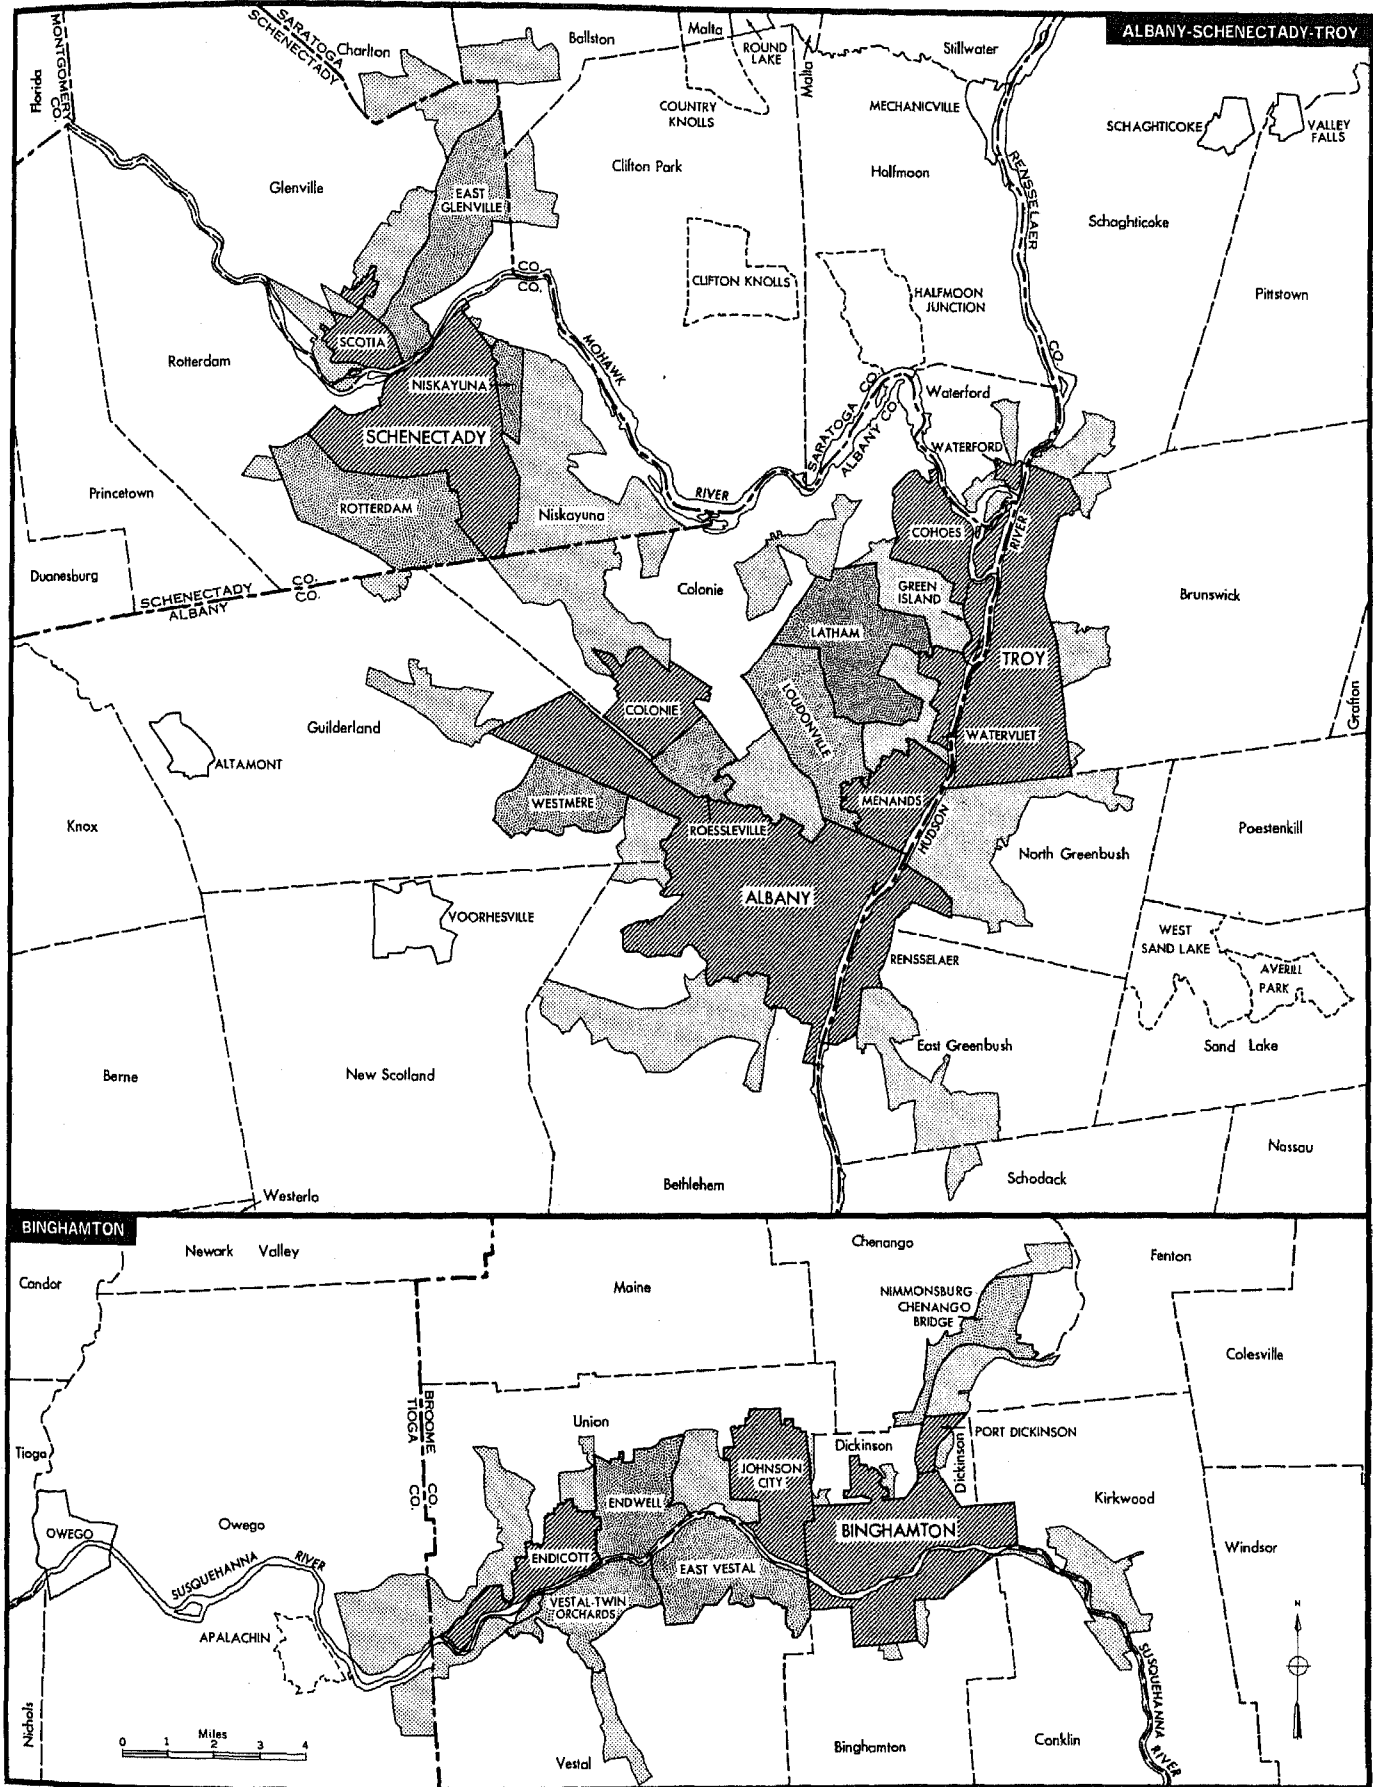 ALBANY-SCHENECTADY-TROY
MONTGOMERY CO.
SARATOGA
SCHENECTADY
Florida
Charlton
Ballston
Malta
ROUND
LAKE
Malta
Stillwater
COUNTRY
KNOLLS
MECHANICVILLE
SCHAGHTICOKE
VALLEY
FALLS
Glenville
EAST
GLENVILLE
Clifton Park
Halfmoon
RENSSELAER CO.
Schaghticoke
CO.
CO.
CLIFTON KNOLLS
HALFMOON
JUNCTION
Pittstown
Rotterdam
SCOTIA
MOHAWK
RIVER
NISKAYUNA
SARATOGA CO.
ALBANY CO.
Waterford
SCHENECTADY
WATERFORD
Princetown
ROTTERDAM
Niskayuna
COHOES
RIVER
Duanesburg
SCHENECTADY CO.
ALBANY CO.
Colonie
GREEN
ISLAND
Brunswick
LATHAM
TROY
LOUDONVILLE
Grafton
Guilderland
COLONIE
WATERVLIET
ALTAMONT
WESTMERE
MENANDS
HUDSON
Knox
ROESSLEVILLE
North Greenbush
Poestenkill
ALBANY
VOORHESVILLE
WEST
SAND LAKE
RENSSELAER
AVERILL
PARK
East Greenbush
Sand Lake
Berne
New Scotland
Nassau
Bethlehem
Schodack
Westerlo
BINGHAMTON
Newark Valley
Chenango
Fenton
Candor
Maine
NIMMONSBURG
CHENANGO
BRIDGE
Colesville
BROOME CO.
TIOGA CO.
Union
Dickinson
Dickinson
PORT DICKINSON
Tioga
JOHNSON
CITY
ENDWELL
Kirkwood
OWEGO
Owego
BINGHAMTON
Windsor
SUSQUEHANNA RIVER
ENDICOTT
EAST VESTAL
VESTAL-TWIN
ORCHARDS
APALACHIN
N
SUSQUEHANNA RIVER
Nichols
Miles
0 1 2 3 4
Vestal
Binghamton
Conklin